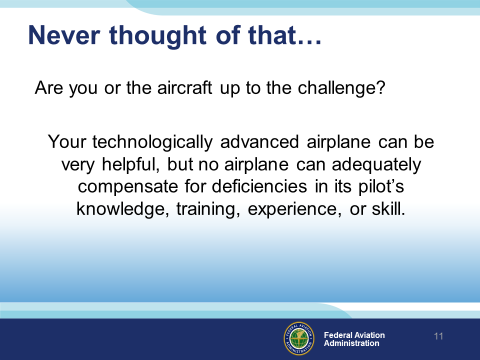 Never thought of that…
Are you or the aircraft up to the challenge?
Your technologically advanced airplane can be
very helpful, but no airplane can adequately
compensate for deficiencies in its pilot’s
knowledge, training, experience, or skill.
Federal Aviation
Administration
11